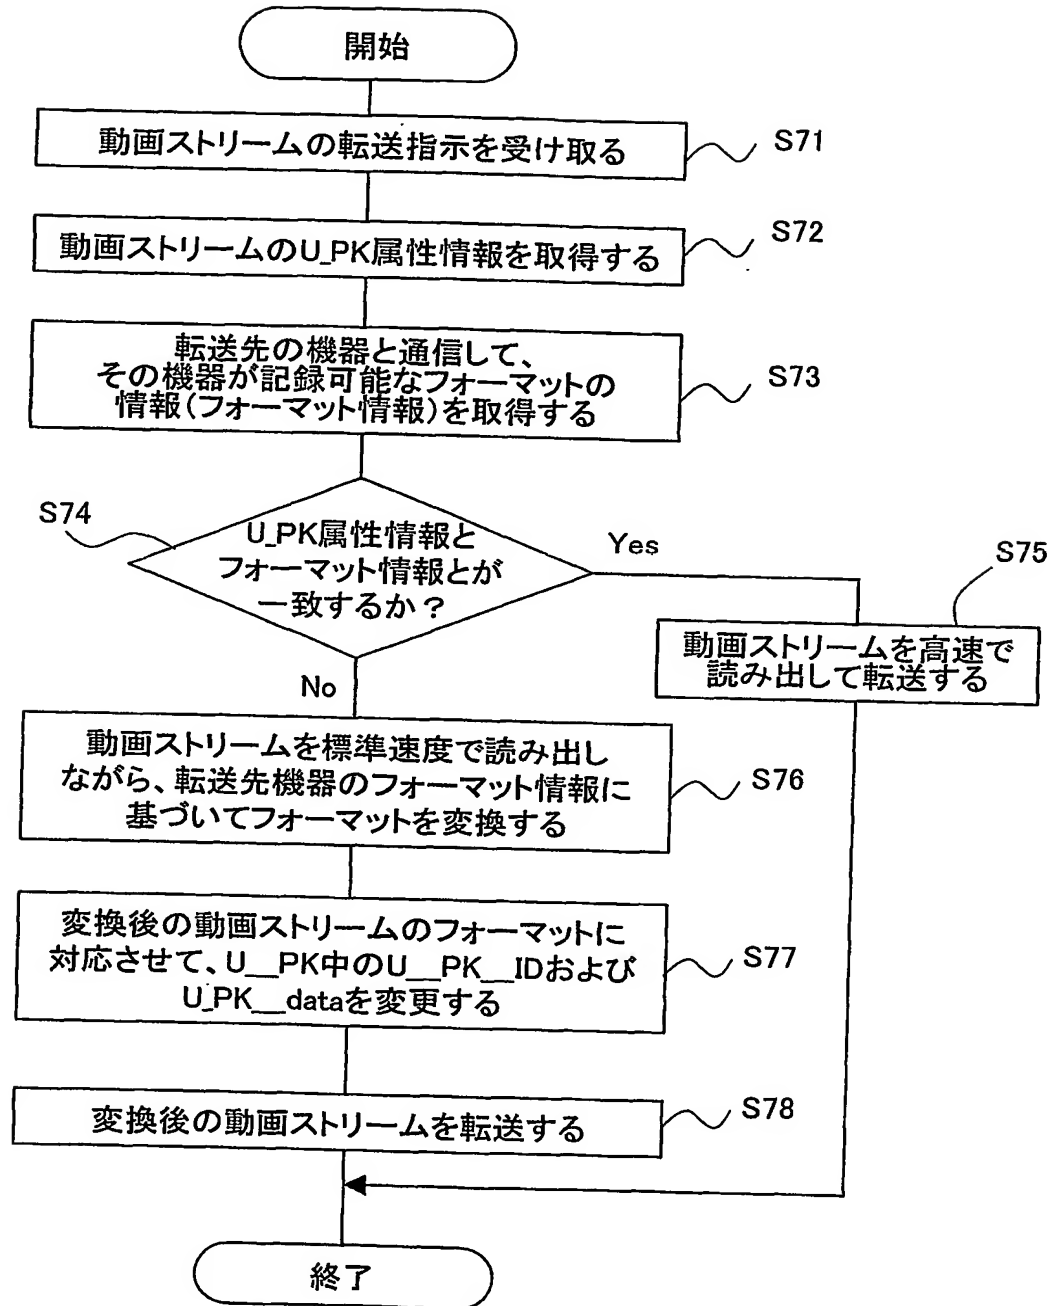 開始
動画ストリームの転送指示を受け取る
S71
動画ストリームのU_PK属性情報を取得する
S72
転送先の機器と通信して、
その機器が記録可能なフォーマットの
情報(フォーマット情報)を取得する
S73
S74
U_PK属性情報と
フォーマット情報とが
一致するか？
Yes
S75
動画ストリームを高速で
読み出して転送する
No
動画ストリームを標準速度で読み出し
ながら、転送先機器のフォーマット情報に
基づいてフォーマットを変換する
S76
変換後の動画ストリームのフォーマットに
対応させて、U__PK中のU__PK__IDおよび
U_PK__dataを変更する
S77
変換後の動画ストリームを転送する
S78
終了